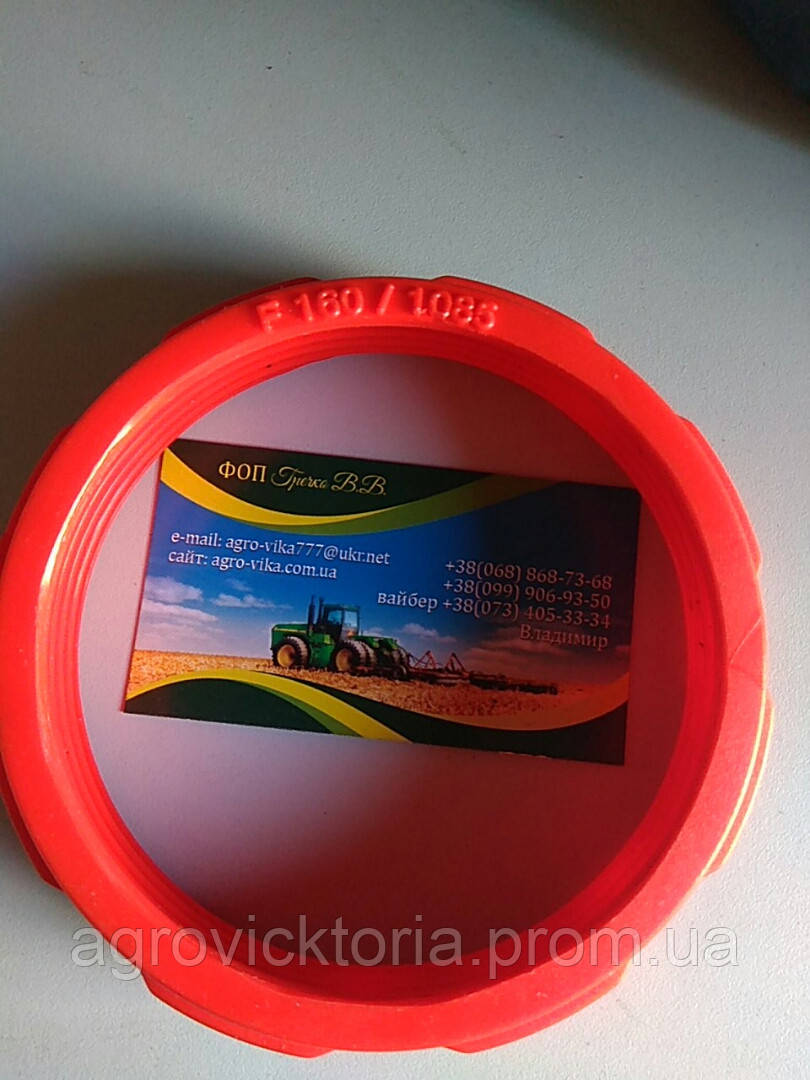 F 160 / 1085
ФОП Гречко В.В.
e-mail: agro-vika777@ukr.net
сайт: agro-vika.com.ua
+38(068) 868-73-68
+38(099) 906-93-50
вайбер +38(073) 405-33-34
Владимир
agrovicktoria.prom.ua